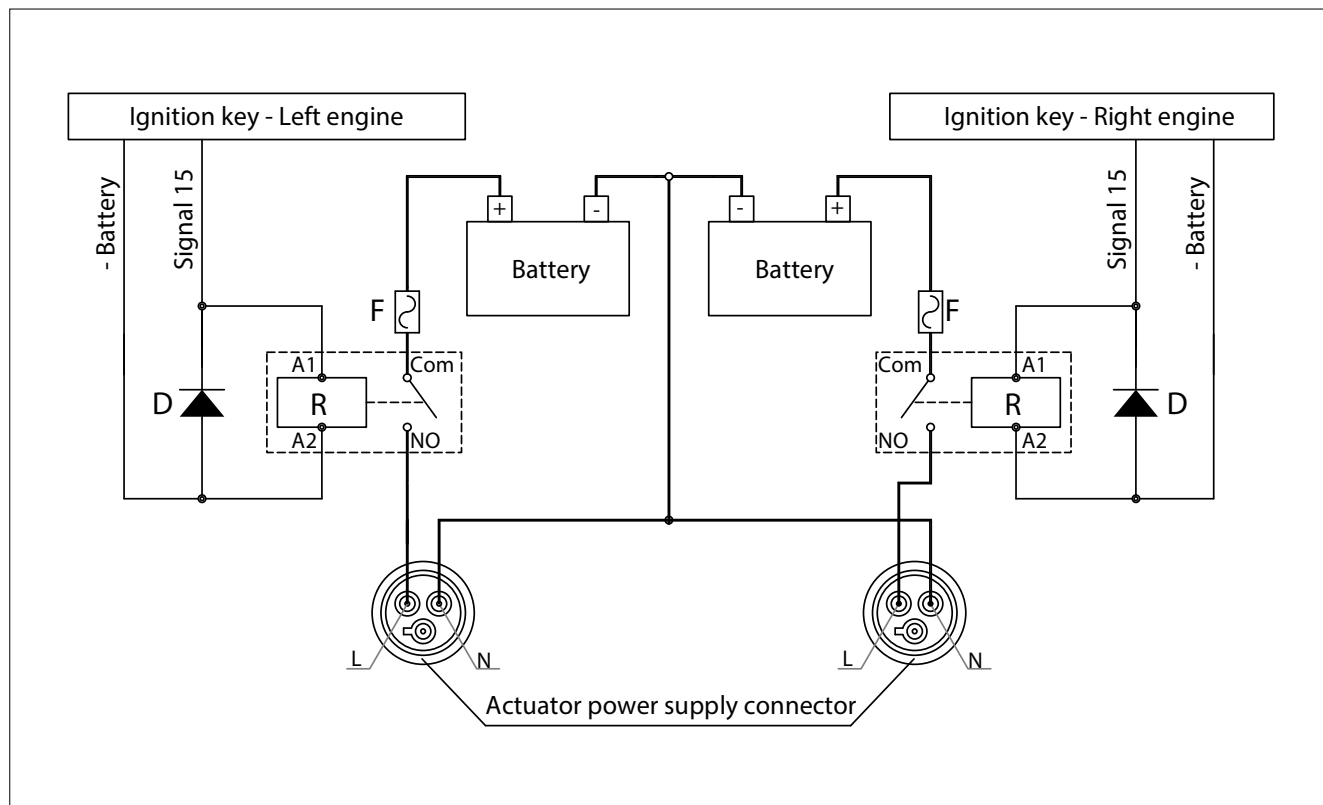 Ignition key - Left engine
Ignition key - Right engine
- Battery
Signal 15
Signal 15
- Battery
+
-
-
+
Battery
Battery
F
F
A1
Com
Com
A1
D
R
R
D
A2
NO
NO
A2
L
N
L
N
Actuator power supply connector